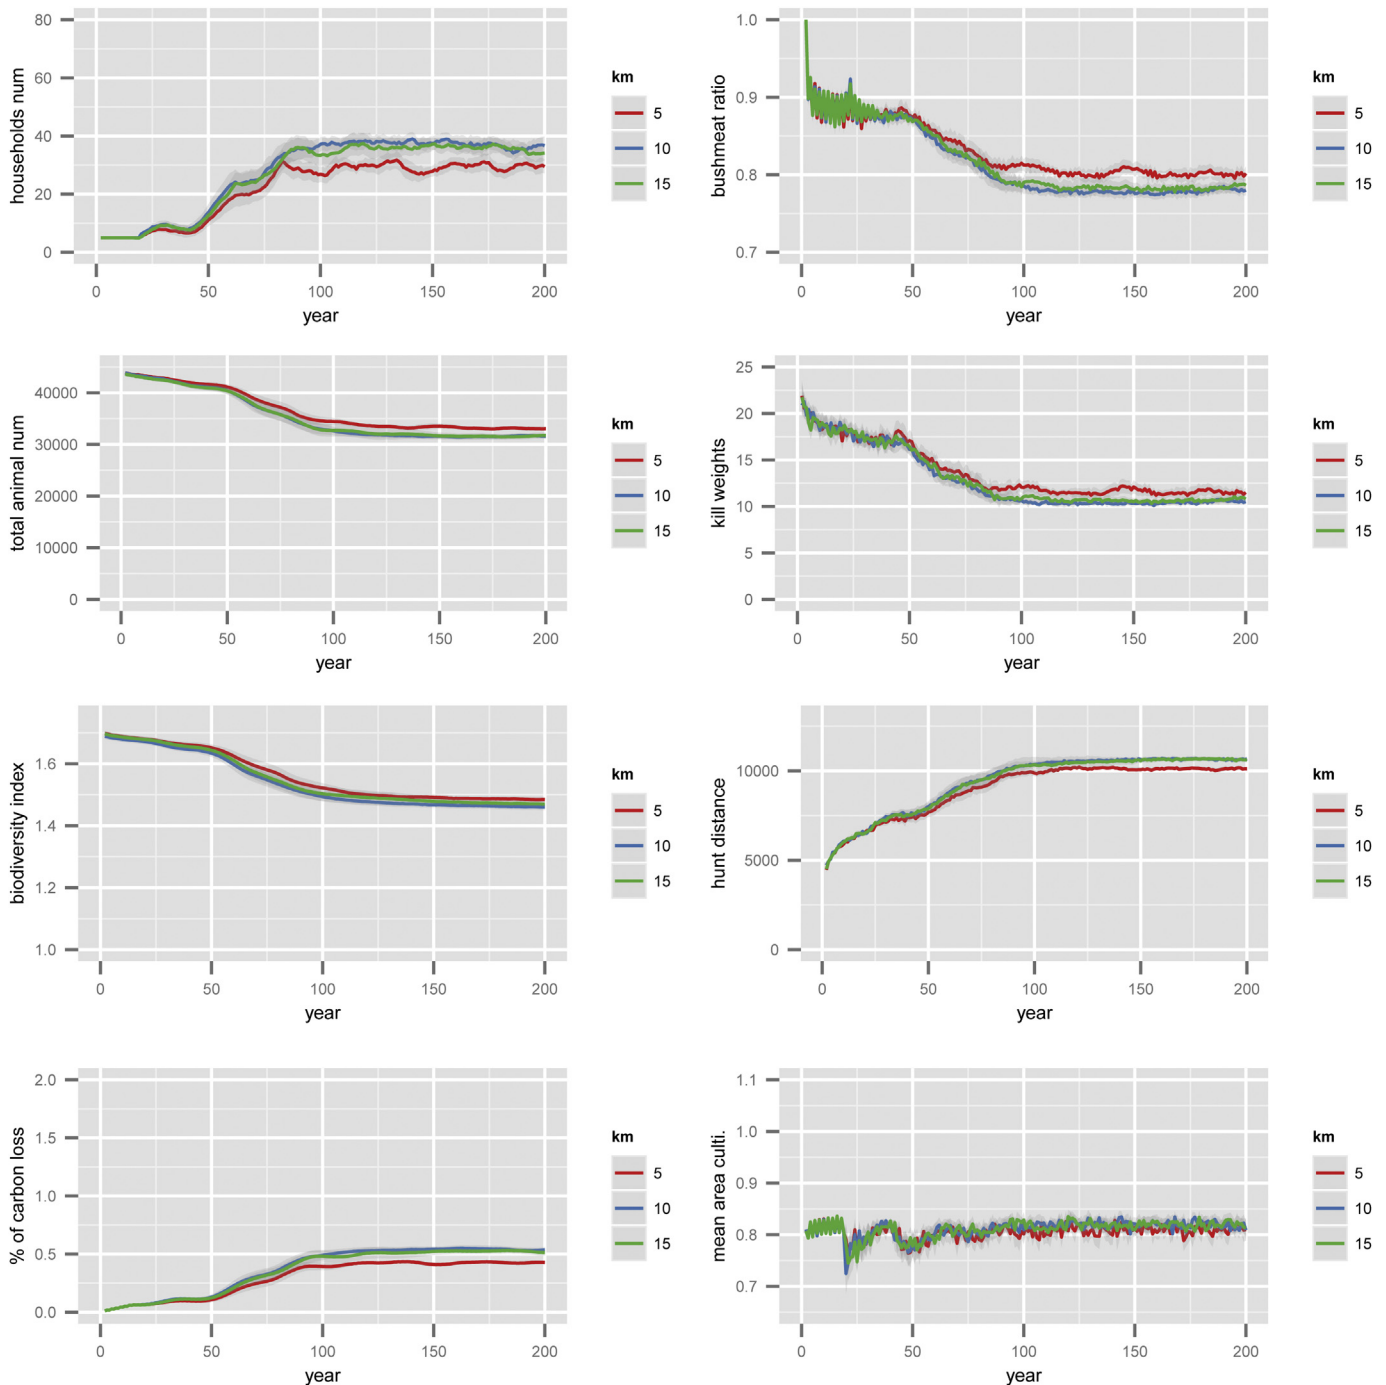 households num
80
60
40
20
0
0 50 100 150 200
year
km
5
10
15
bushmeat ratio
1.0
0.9
0.8
0.7
0 50 100 150 200
year
km
5
10
15
total animal num
40000
30000
20000
10000
0
0 50 100 150 200
year
km
5
10
15
kill weights
25
20
15
10
5
0
0 50 100 150 200
year
km
5
10
15
biodiversity index
1.6
1.4
1.2
1.0
0 50 100 150 200
year
km
5
10
15
hunt distance
10000
5000
0
0 50 100 150 200
year
km
5
10
15
% of carbon loss
2.0
1.5
1.0
0.5
0.0
0 50 100 150 200
year
km
5
10
15
mean area culti.
1.1
1.0
0.9
0.8
0.7
0 50 100 150 200
year
km
5
10
15